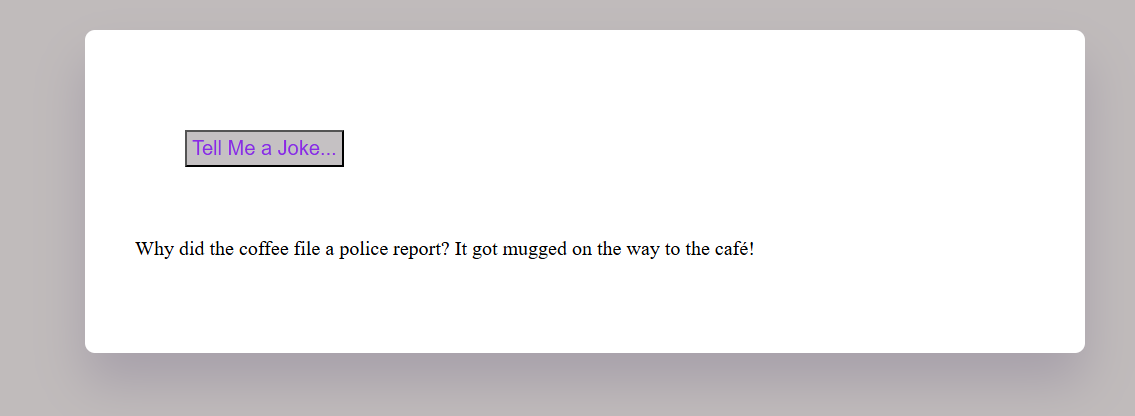 Tell Me a Joke...
Why did the coffee file a police report? It got mugged on the way to the café!